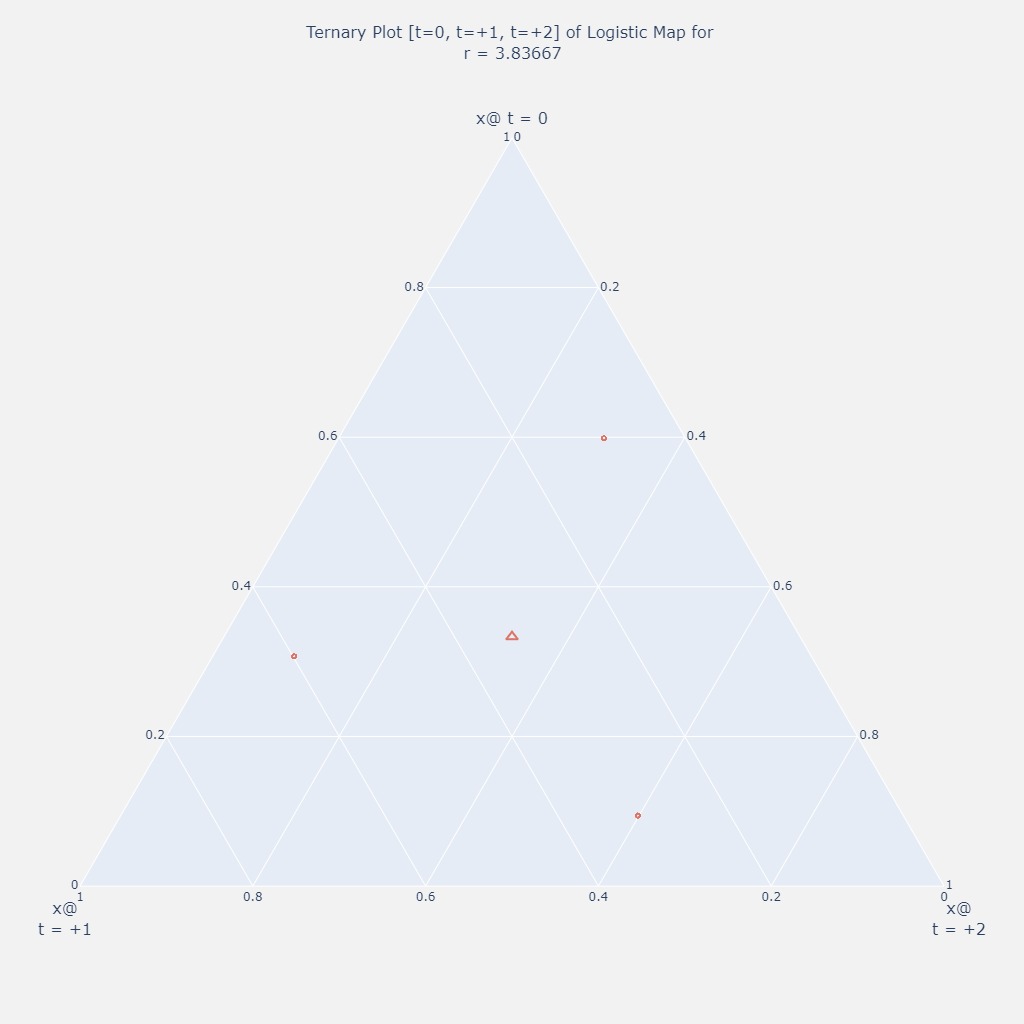 Ternary Plot [t=0, t=+1, t=+2] of Logistic Map for
r = 3.83667
x@ t = 0
1 0
0.8 0.2
0.6 0.4
0.4 0.6
0.2 0.8
0 1
1 0.8 0.6 0.4 0.2 0
x@ x@
t = +1 t = +2